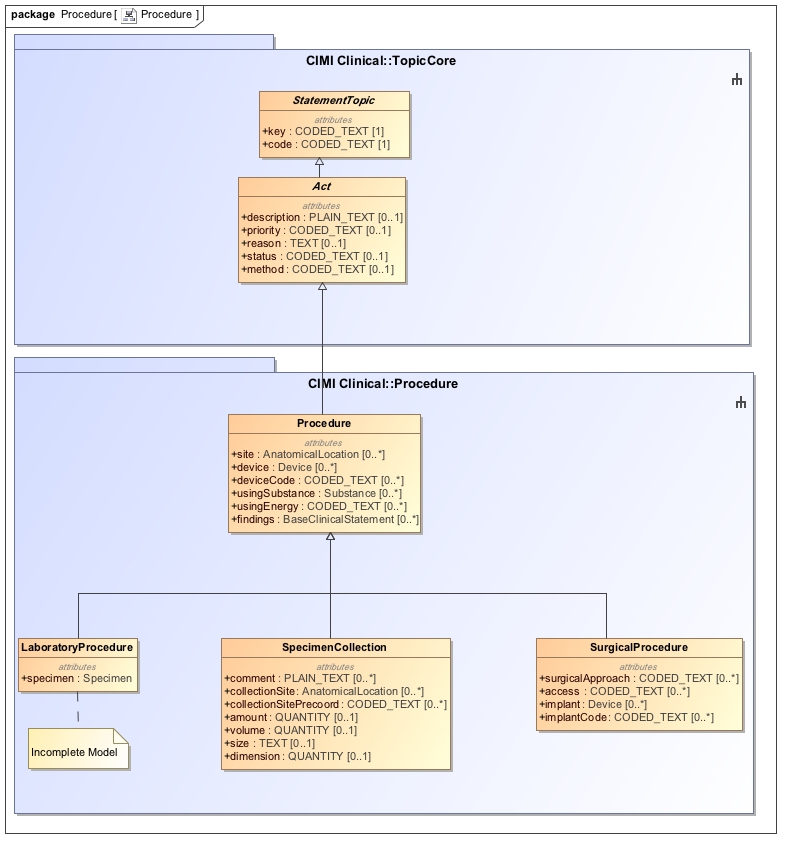 package Procedure [ Procedure ]
CIMI Clinical::TopicCore
StatementTopic
attributes
+key : CODED_TEXT [1]
+code : CODED_TEXT [1]
Act
attributes
+description : PLAIN_TEXT [0..1]
+priority : CODED_TEXT [0..1]
+reason : TEXT [0..1]
+status : CODED_TEXT [0..1]
+method : CODED_TEXT [0..1]
CIMI Clinical::Procedure
Procedure
attributes
+site : AnatomicalLocation [0..*]
+device : Device [0..*]
+deviceCode : CODED_TEXT [0..*]
+usingSubstance : Substance [0..*]
+usingEnergy : CODED_TEXT [0..*]
+findings : BaseClinicalStatement [0..*]
LaboratoryProcedure
attributes
+specimen : Specimen
Incomplete Model
SpecimenCollection
attributes
+comment : PLAIN_TEXT [0..*]
+collectionSite : AnatomicalLocation [0..*]
+collectionSitePrecoord : CODED_TEXT [0..*]
+amount : QUANTITY [0..1]
+volume : QUANTITY [0..1]
+size : TEXT [0..1]
+dimension : QUANTITY [0..1]
SurgicalProcedure
attributes
+surgicalApproach : CODED_TEXT [0..*]
+access : CODED_TEXT [0..*]
+implant : Device [0..*]
+implantCode : CODED_TEXT [0..*]